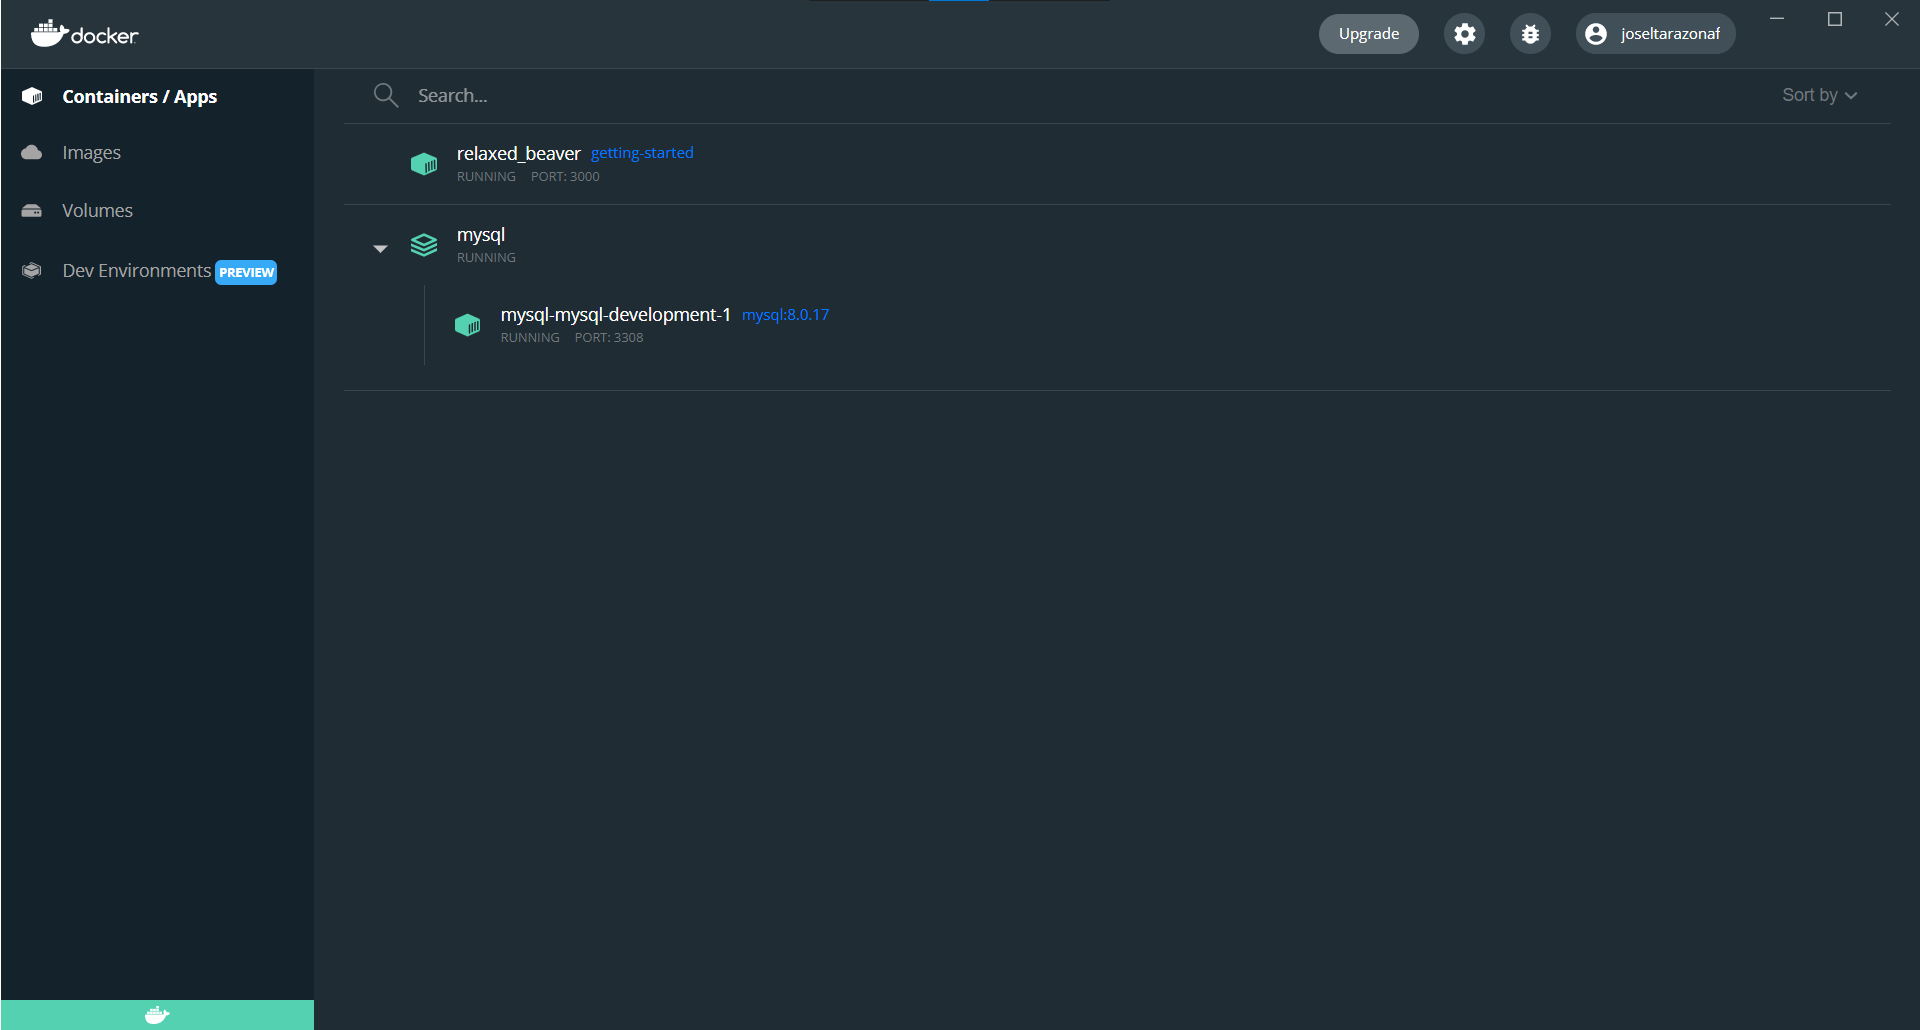 docker
Upgrade
joseltarazonaf
Containers / Apps
Images
Volumes
Dev Environments PREVIEW
Search...
Sort by
relaxed_beaver getting-started
RUNNING PORT: 3000
mysql
RUNNING
mysql-mysql-development-1 mysql:8.0.17
RUNNING PORT: 3308